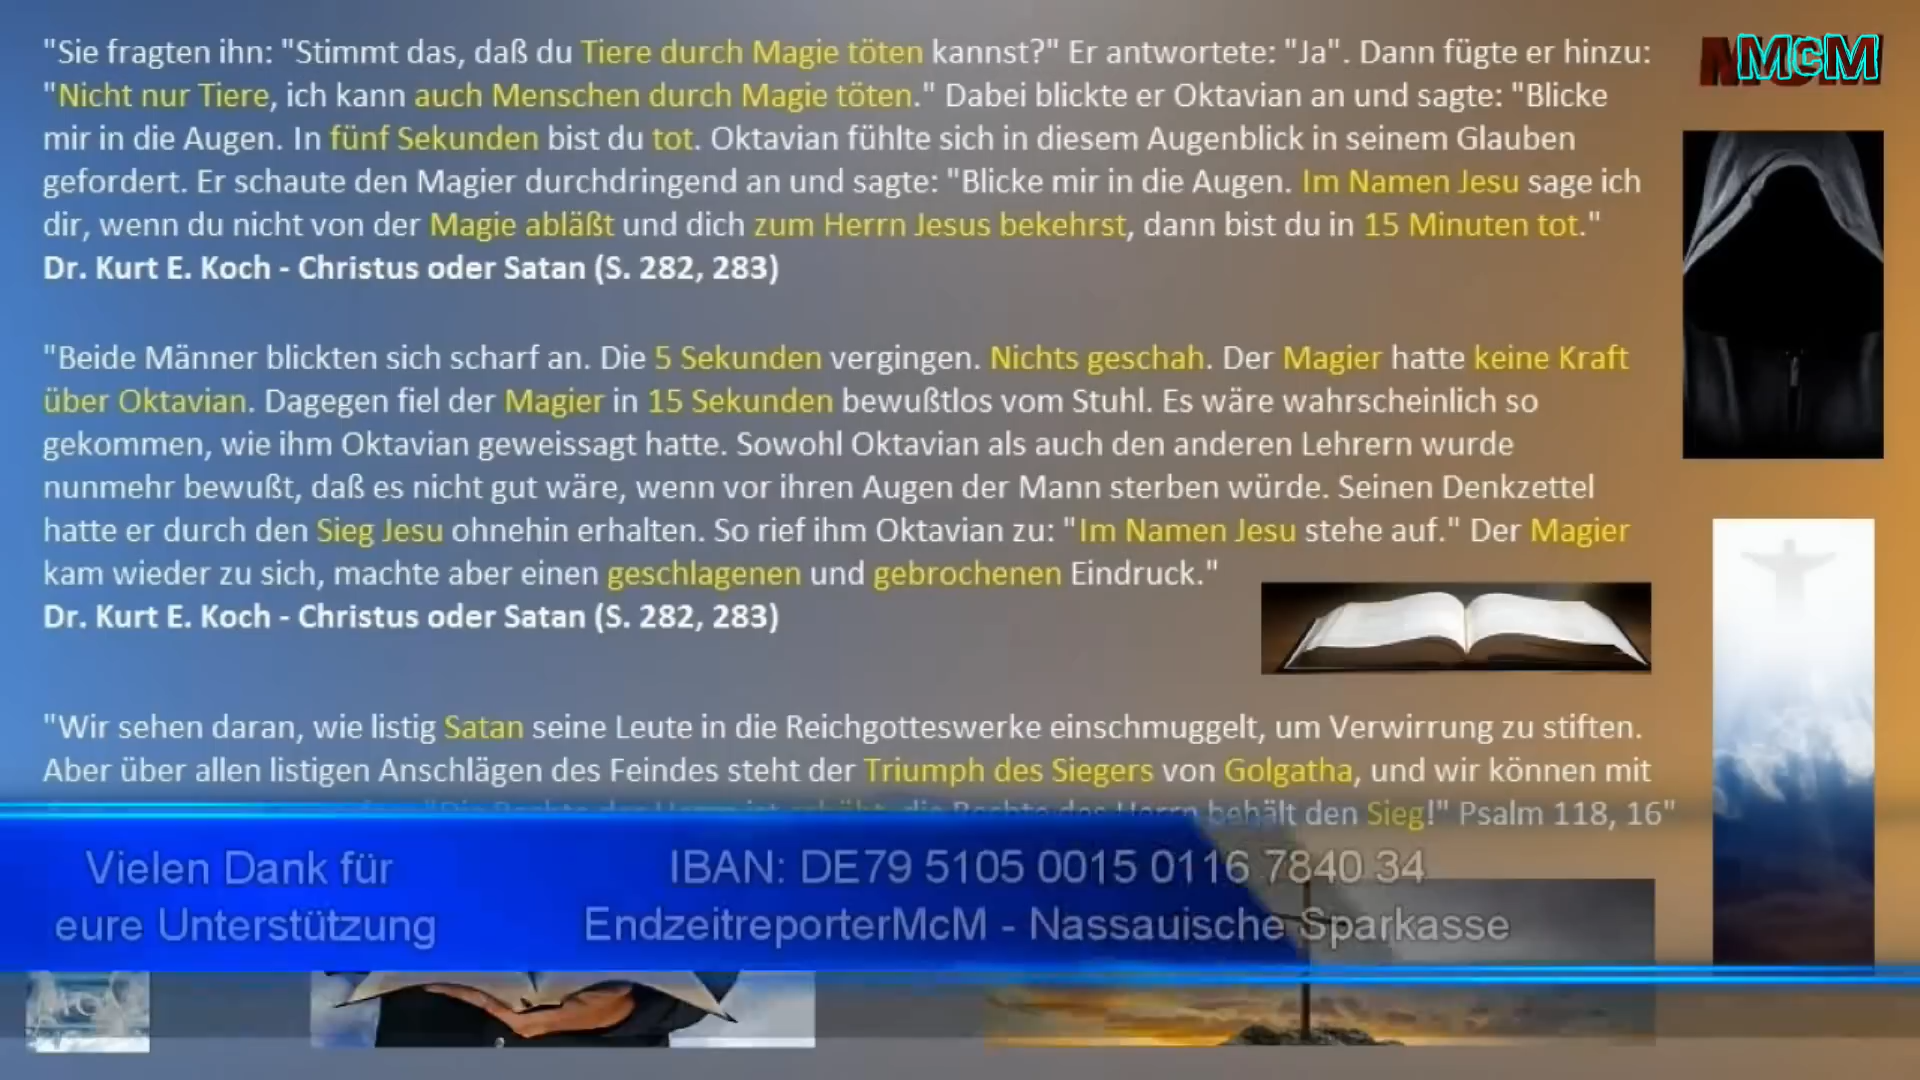 "Sie fragten ihn: "Stimmt das, daß du Tiere durch Magie töten kannst?" Er antwortete: "Ja". Dann fügte er hinzu:
"Nicht nur Tiere, ich kann auch Menschen durch Magie töten." Dabei blickte er Oktavian an und sagte: "Blicke
mir in die Augen. In fünf Sekunden bist du tot. Oktavian fühlte sich in diesem Augenblick in seinem Glauben
gefordert. Er schaute den Magier durchdringend an und sagte: "Blicke mir in die Augen. Im Namen Jesu sage ich
dir, wenn du nicht von der Magie abläßt und dich zum Herrn Jesus bekehrst, dann bist du in 15 Minuten tot."
Dr. Kurt E. Koch - Christus oder Satan (S. 282, 283)
"Beide Männer blickten sich scharf an. Die 5 Sekunden vergingen. Nichts geschah. Der Magier hatte keine Kraft
über Oktavian. Dagegen fiel der Magier in 15 Sekunden bewußtlos vom Stuhl. Es wäre wahrscheinlich so
gekommen, wie ihm Oktavian geweissagt hatte. Sowohl Oktavian als auch den anderen Lehrern wurde
nunmehr bewußt, daß es nicht gut wäre, wenn vor ihren Augen der Mann sterben würde. Seinen Denkzettel
hatte er durch den Sieg Jesu ohnehin erhalten. So rief ihm Oktavian zu: "Im Namen Jesu stehe auf." Der Magier
kam wieder zu sich, machte aber einen geschlagenen und gebrochenen Eindruck."
Dr. Kurt E. Koch - Christus oder Satan (S. 282, 283)
"Wir sehen daran, wie listig Satan seine Leute in die Reichgotteswerke einschmuggelt, um Verwirrung zu stiften.
Aber über allen listigen Anschlägen des Feindes steht der Triumph des Siegers von Golgatha, und wir können mit
behält den Sieg!" Psalm 118, 16"
McM
Vielen Dank für
eure Unterstützung
IBAN: DE79 5105 0015 0116 7840 34
EndzeitreporterMcM - Nassauische Sparkasse